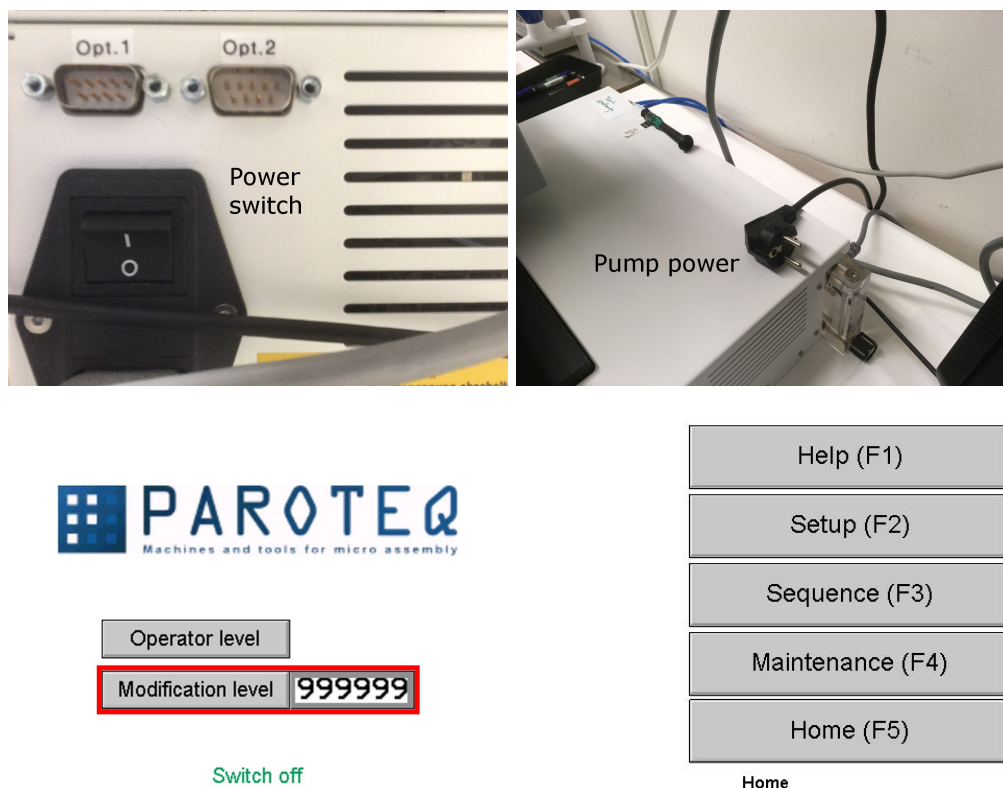 Opt.1
Opt.2
Power
switch
I
O
Pump power
PAROTEQ
Machines and tools for micro assembly
Operator level
Modification level 999999
Switch off
Help (F1)
Setup (F2)
Sequence (F3)
Maintenance (F4)
Home (F5)
Home